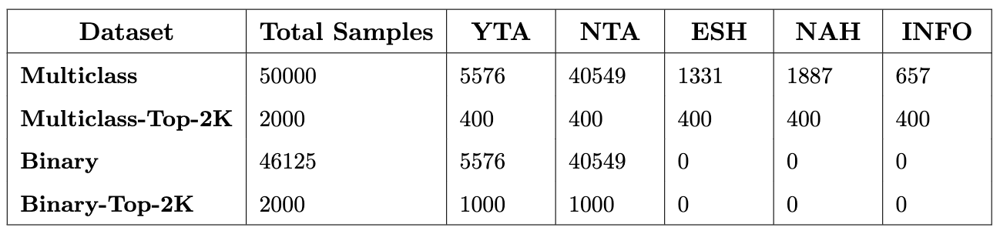 Dataset Total Samples YTA NTA ESH NAH INFO
Multiclass 50000 5576 40549 1331 1887 657
Multiclass-Top-2K 2000 400 400 400 400 400
Binary 46125 5576 40549 0 0 0
Binary-Top-2K 2000 1000 1000 0 0 0